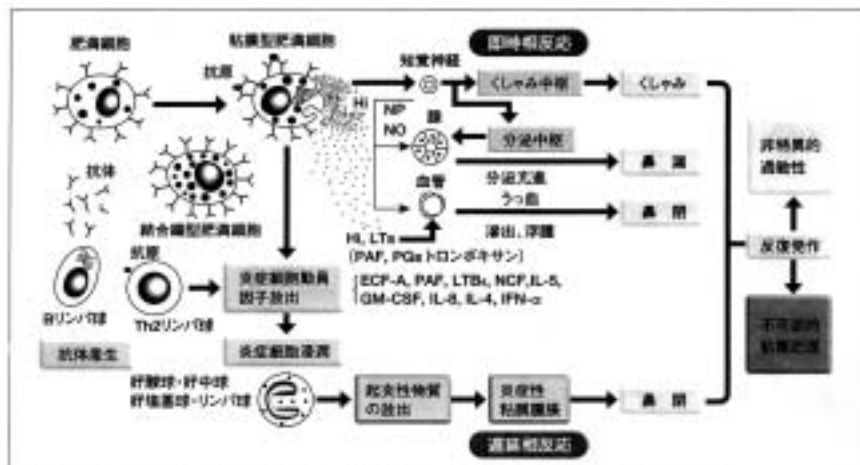 肥満細胞
粘膜型肥満細胞
抗原
知覚神経
即時相反応
くしゃみ中枢
くしゃみ
Hi
NP
NO
腺
分泌中枢
非特異的
過敏性
抗体
分泌亢進
鼻漏
血管
うっ血
結合織型肥満細胞
滲出、浮腫
鼻閉
Hi, LTs
(PAF, PGs トロンボキサン)
反復発作
抗原
炎症細胞動員
因子放出
ECF-A, PAF, LTB₄, NCF, IL-5,
GM-CSF, IL-8, IL-4, IFN-α
Bリンパ球
Th2リンパ球
不可逆的
粘膜肥厚
抗体産生
炎症細胞浸潤
好酸球・好中球
好塩基球・リンパ球
起炎性物質
の放出
炎症性
粘膜腫脹
鼻閉
遅延相反応